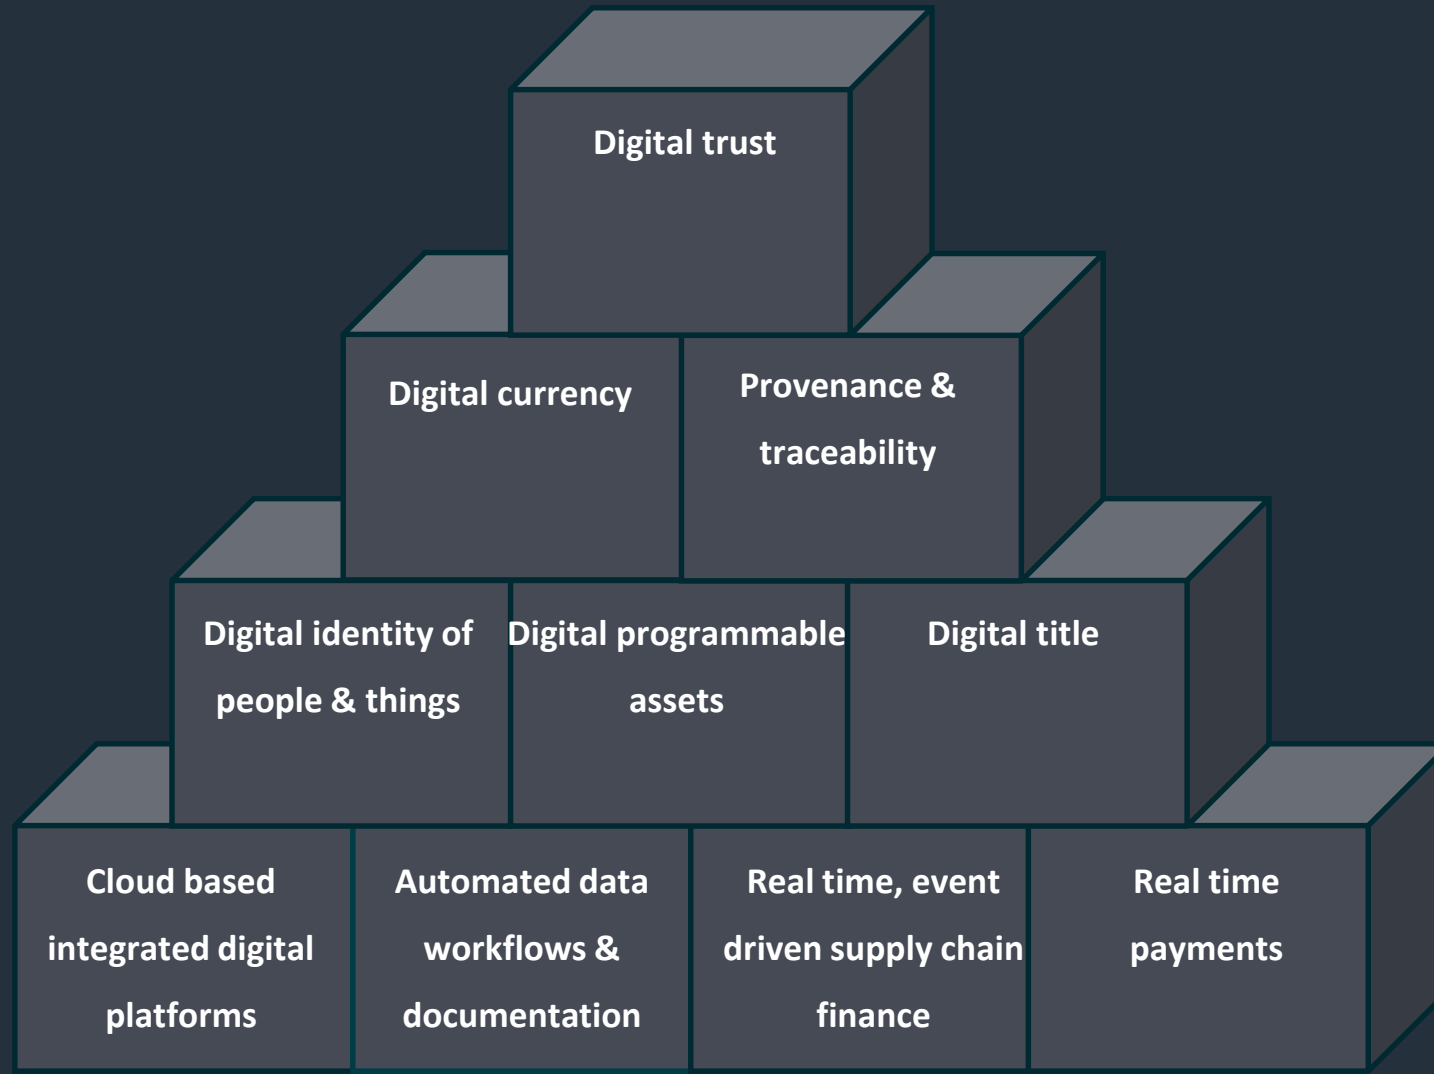 Digital trust
Digital currency
Provenance &
traceability
Digital identity of
people & things
Digital programmable
assets
Digital title
Cloud based
integrated digital
platforms
Automated data
workflows &
documentation
Real time, event
driven supply chain
finance
Real time
payments